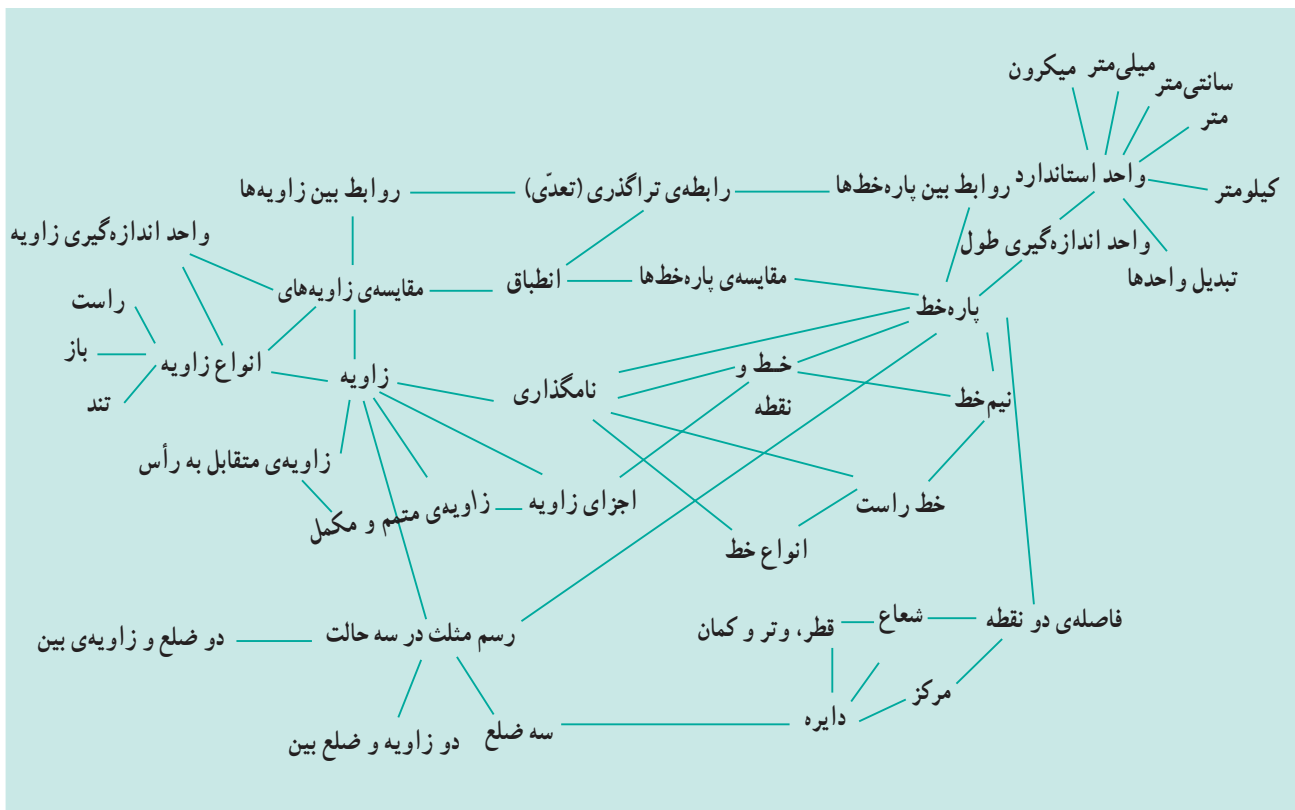 میلی‌متر
میکرون
سانتی‌متر
متر
واحد استاندارد
کیلومتر
روابط بین پاره‌خط‌ها
رابطه‌ی تراگذری (تعدّی)
روابط بین زاویه‌ها
واحد اندازه‌گیری طول
واحد اندازه‌گیری زاویه
تبدیل واحدها
مقایسه‌ی پاره‌خط‌ها
انطباق
مقایسه‌ی زاویه‌های
پاره‌خط
راست
باز
تند
انواع زاویه
زاویه
نامگذاری
خط و
نقطه
نیم‌خط
زاویه‌ی متقابل به رأس
زاویه‌ی متمم و مکمل
اجزای زاویه
خط راست
انواع خط
فاصله‌ی دو نقطه
شعاع
قطر، وتر و کمان
رسم مثلث در سه حالت
دو ضلع و زاویه‌ی بین
مرکز
دایره
سه ضلع
دو زاویه و ضلع بین